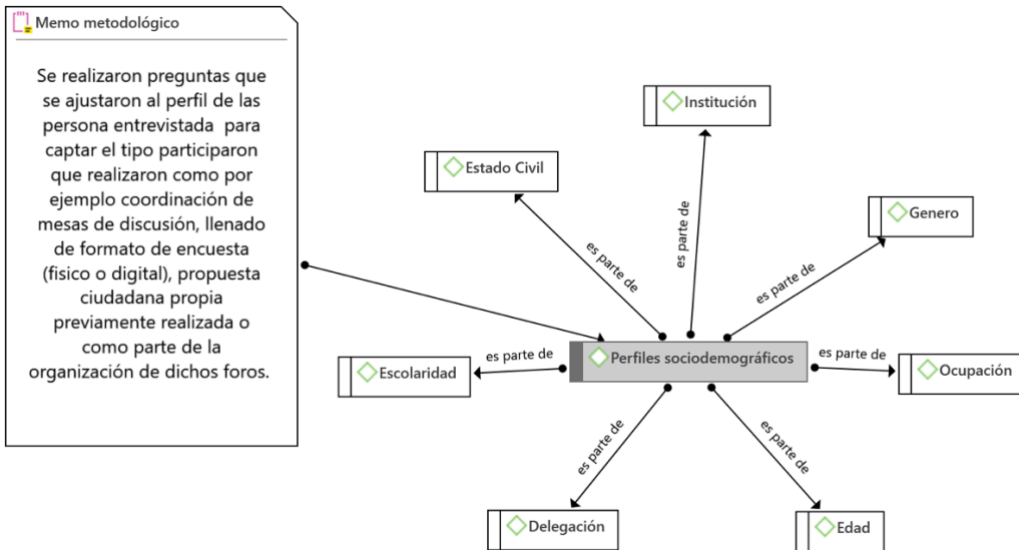 Memo metodológico
Se realizaron preguntas que
se ajustaron al perfil de las
persona entrevistada para
captar el tipo participaron
que realizaron como por
ejemplo coordinación de
mesas de discusión, llenado
de formato de encuesta
(fisico o digital), propuesta
ciudadana propia
previamente realizada o
como parte de la
organización de dichos foros.
Institución
Estado Civil
Genero
es parte de
es parte de
es parte de
Perfiles sociodemográficos
es parte de
es parte de
Escolaridad
Ocupación
es parte de
es parte de
Delegación
Edad